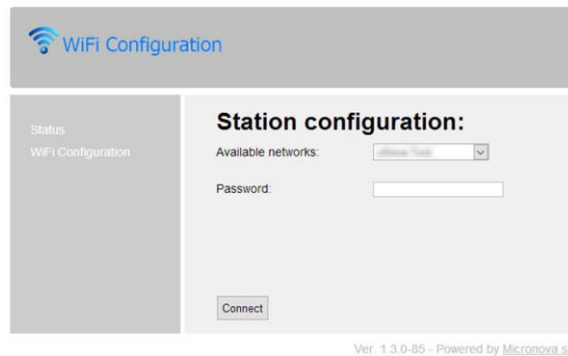 WiFi Configuration
Status
WiFi Configuration
Station configuration:
Available networks:
Password:
Connect
Ver. 1.3.0-85 - Powered by Micronova s